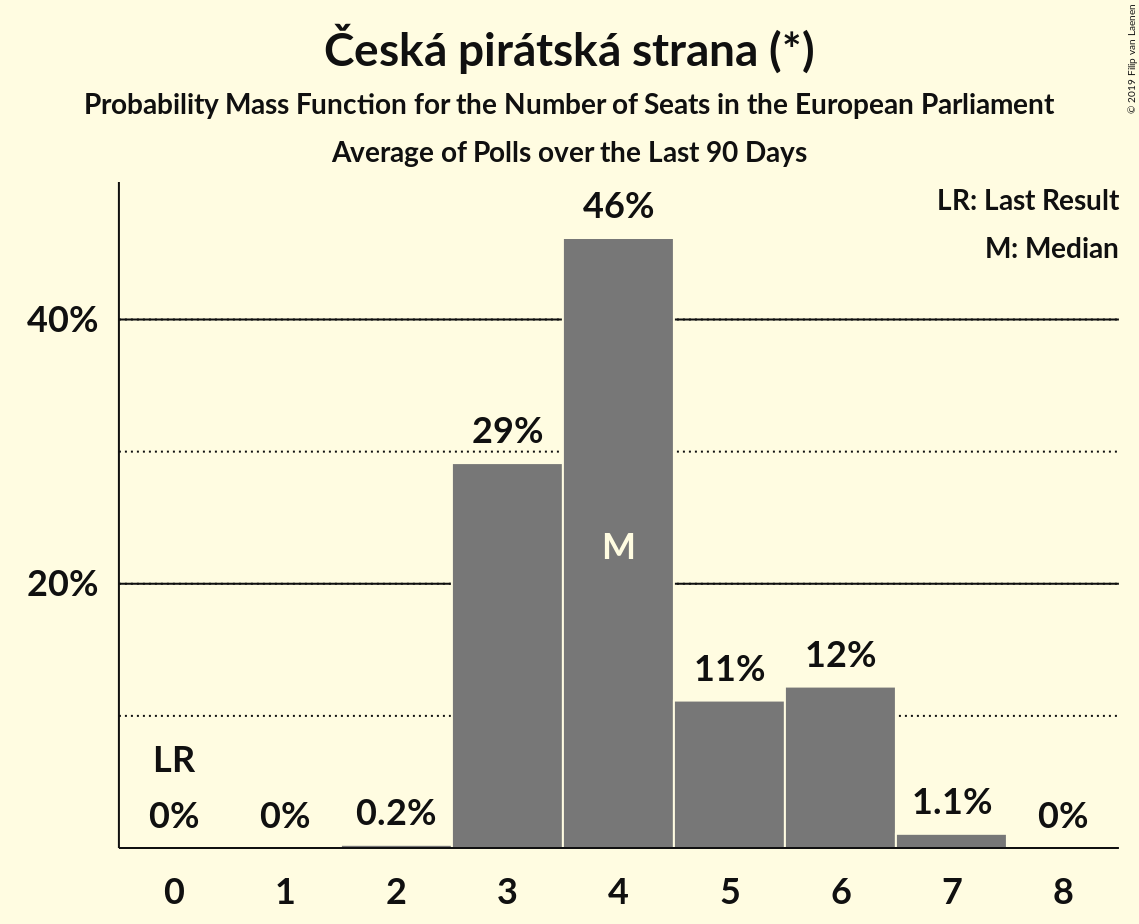 Česká pirátská strana (*)
Probability Mass Function for the Number of Seats in the European Parliament
Average of Polls over the Last 90 Days
© 2019 Filip van Laenen
LR: Last Result
M: Median
46%
40%
29%
M
20%
12%
11%
LR
1.1%
0%
0%
0.2%
0%
0
1
2
3
4
5
6
7
8